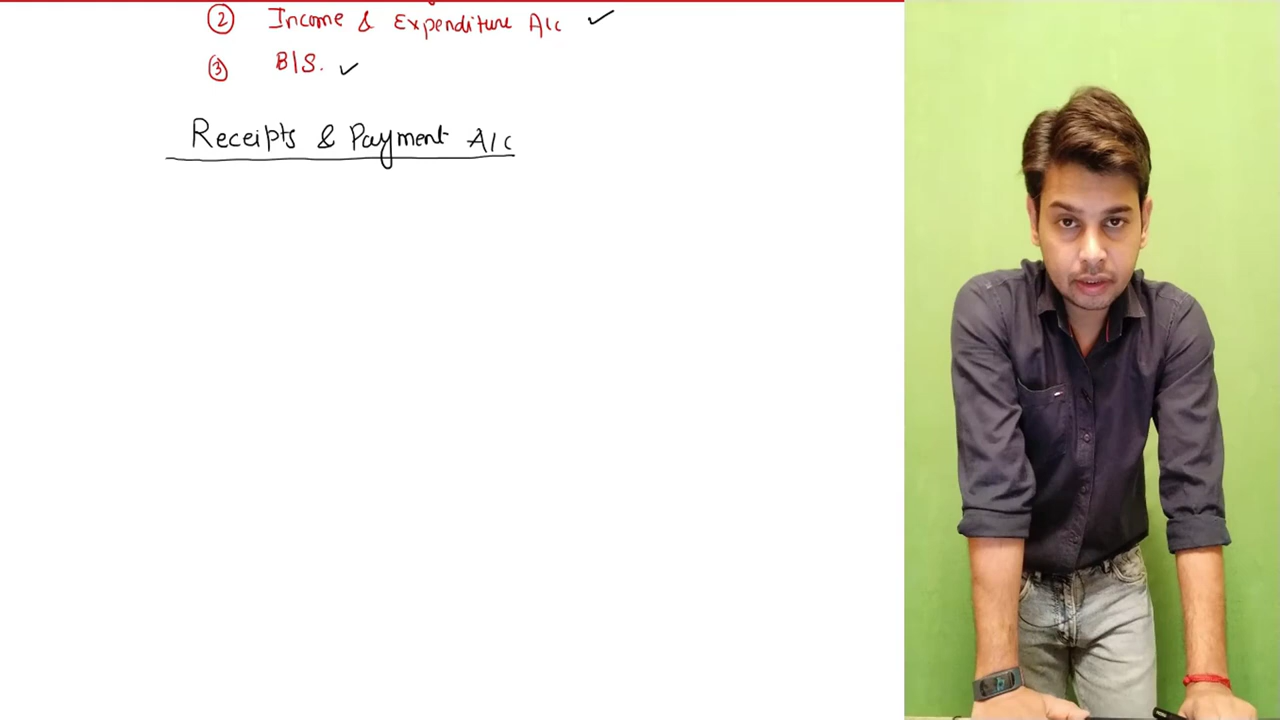 ② Income & Expenditure A/c ✓
③ B/S. ✓
Receipts & Payment A/c